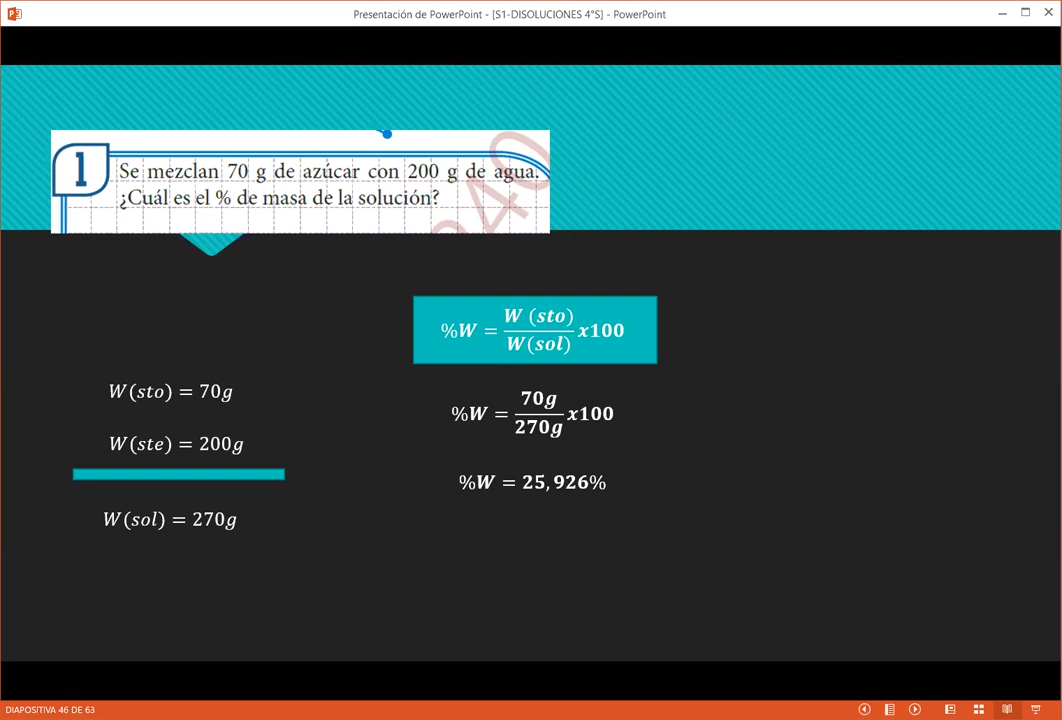 Presentación de PowerPoint - [S1-DISOLUCIONES 4°S] - PowerPoint
1
Se mezclan 70 g de azúcar con 200 g de agua.
¿Cuál es el % de masa de la solución?
%W = W (sto) / W(sol) x100
W(sto) = 70g
%W = 70g / 270g x100
W(ste) = 200g
%W = 25,926%
W(sol) = 270g
DIAPOSITIVA 46 DE 63